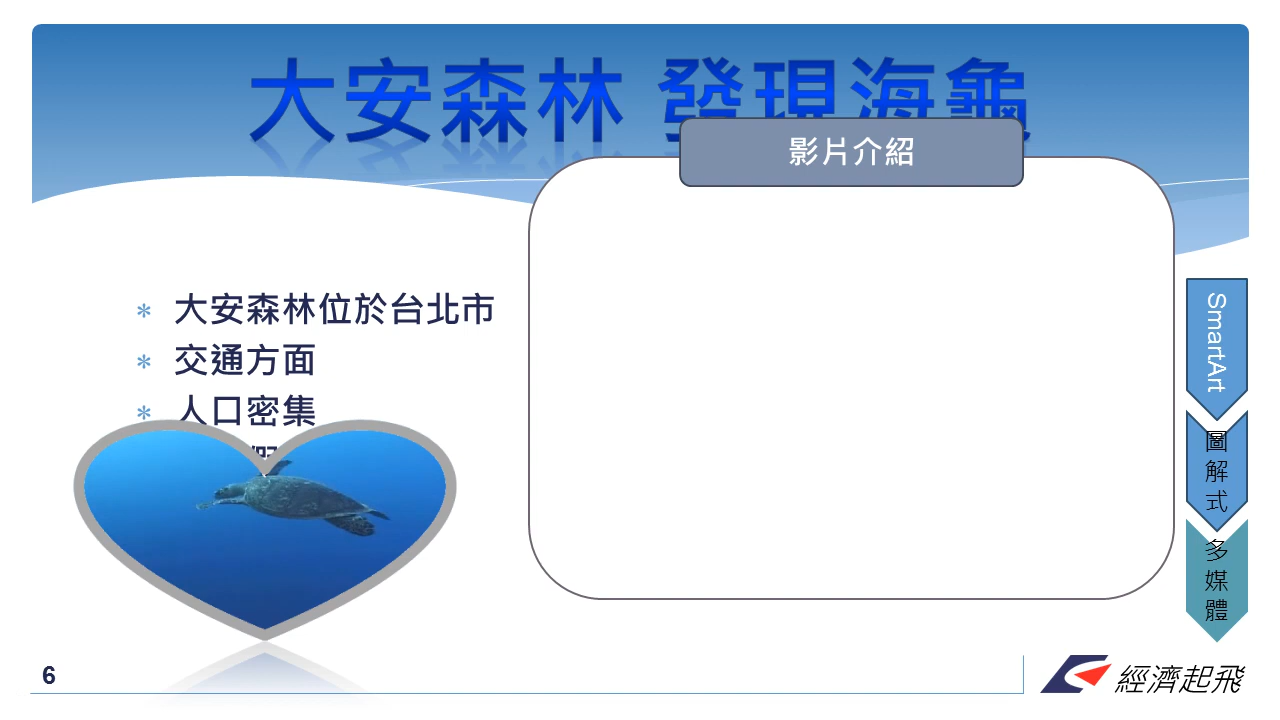 大安森林 發現海龜
影片介紹
大安森林位於台北市
交通方面
人口密集
SmartArt
圖解式
多媒體
6
經濟起飛